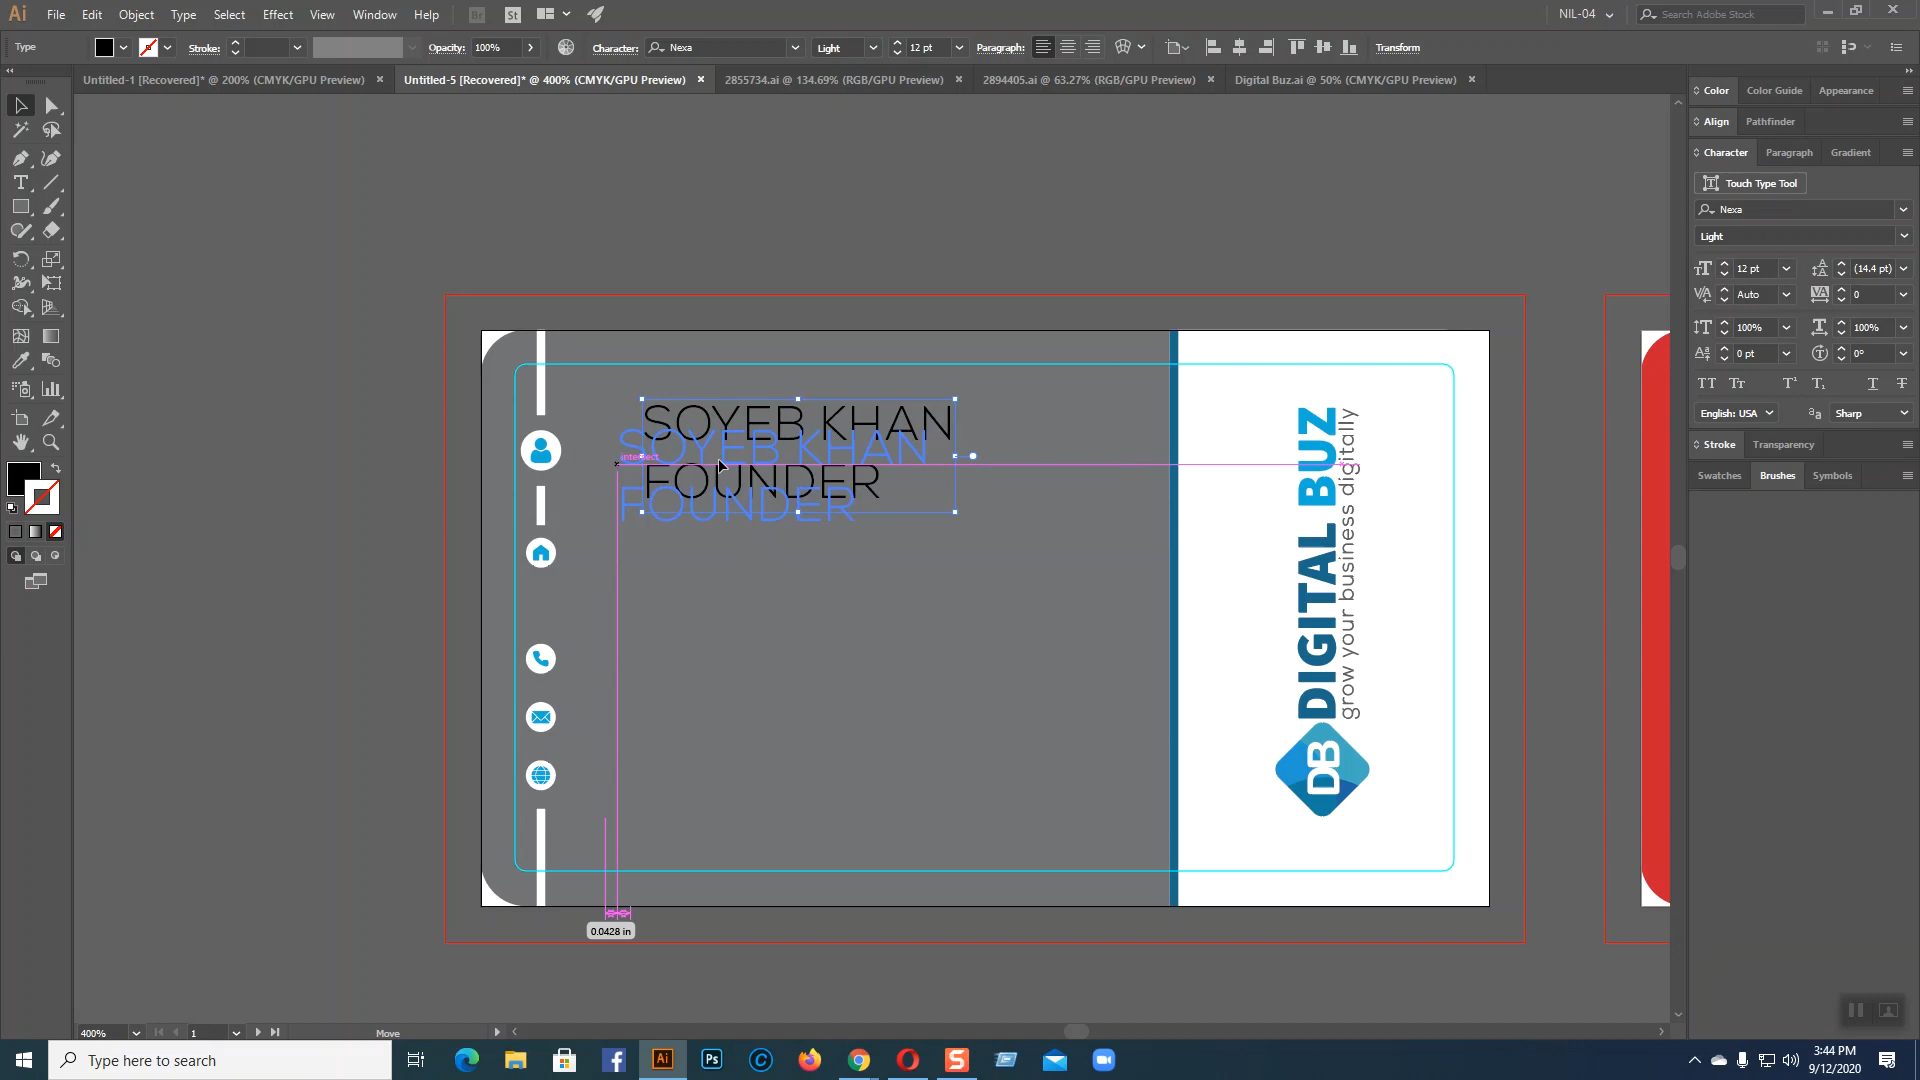 Ai File Edit Object Type Select Effect View Window Help Br St NIL-04 Search Adobe Stock
Type Stroke: Opacity: 100% Character: Nexa Light 12 pt Paragraph: Transform
Untitled-1 [Recovered]* @ 200% (CMYK/GPU Preview) × Untitled-5 [Recovered]* @ 400% (CMYK/GPU Preview) × 2855734.ai @ 134.69% (RGB/GPU Preview) × 2894405.ai @ 63.27% (RGB/GPU Preview) × Digital Buz.ai @ 50% (CMYK/GPU Preview) ×
Color Color Guide Appearance
Align Pathfinder
Character Paragraph Gradient
Touch Type Tool
Nexa
Light
12 pt (14.4 pt)
Auto 0
100% 100%
0 pt 0°
English: USA Sharp
Stroke Transparency
Swatches Brushes Symbols
SOYEB KHAN
SOYEB KHAN
intersect
FOUNDER
FOUNDER
DIGITAL BUZ
grow your business digitally
DB
0.0428 in
400% 1 Move
Type here to search
Ai Ps
3:44 PM
9/12/2020